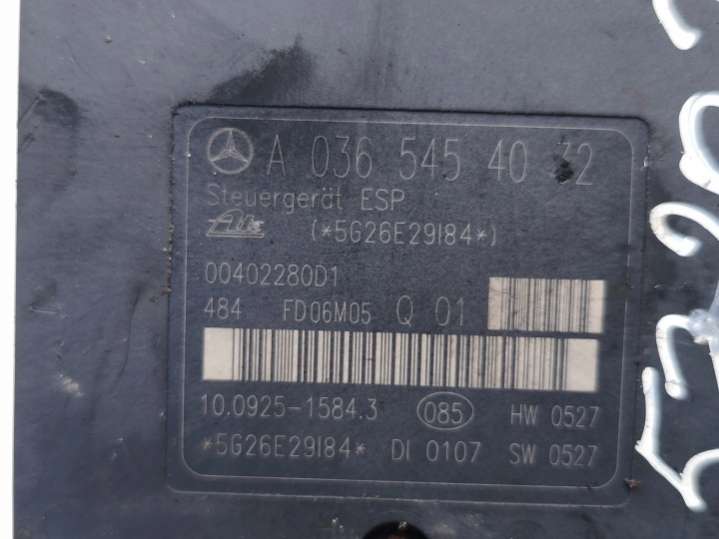 A 036 545 40 32
Steuergerät ESP
Ate (*5G26E29I84*)
00402280D1
484 FD06M05 Q 01
10.0925-1584.3 085 HW 0527
*5G26E29I84* DI 0107 SW 0527